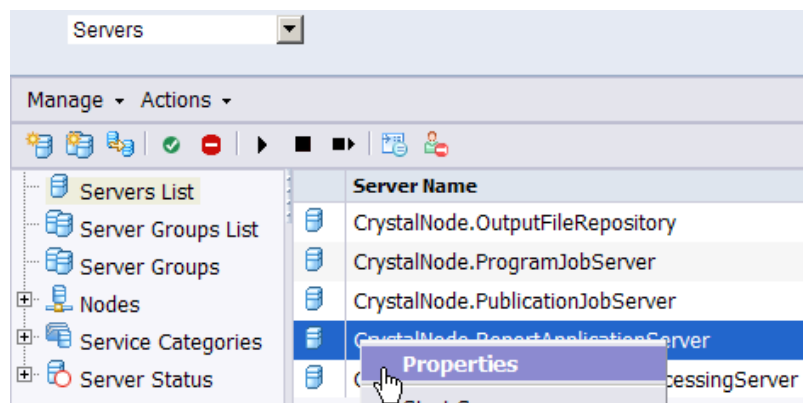 Servers
Manage Actions
Servers List
Server Groups List
Server Groups
Nodes
Service Categories
Server Status
Server Name
CrystalNode.OutputFileRepository
CrystalNode.ProgramJobServer
CrystalNode.PublicationJobServer
CrystalNode.ReportApplicationServer
Properties
cessingServer